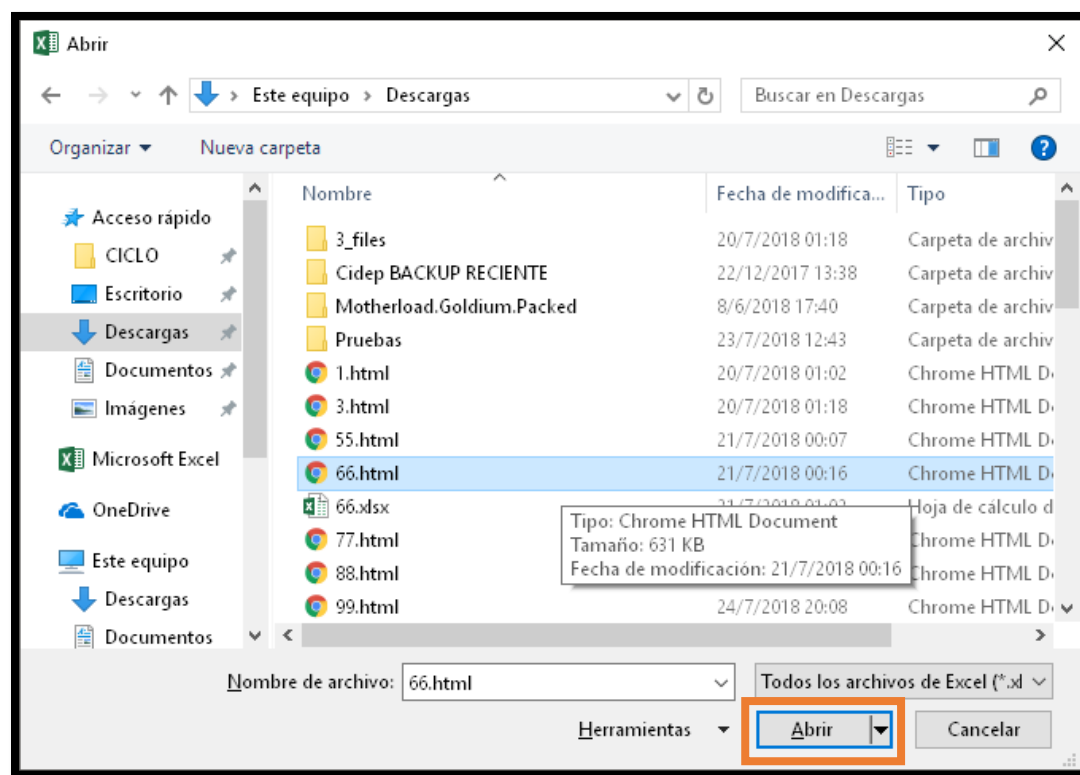 Abrir
Este equipo > Descargas
Buscar en Descargas
Organizar
Nueva carpeta
Nombre
Fecha de modifica...
Tipo
Acceso rápido
CICLO
Escritorio
Descargas
Documentos
Imágenes
Microsoft Excel
OneDrive
Este equipo
Descargas
Documentos
3_files 20/7/2018 01:18 Carpeta de archiv
Cidep BACKUP RECIENTE 22/12/2017 13:38 Carpeta de archiv
Motherload.Goldium.Packed 8/6/2018 17:40 Carpeta de archiv
Pruebas 23/7/2018 12:43 Carpeta de archiv
1.html 20/7/2018 01:02 Chrome HTML D
3.html 20/7/2018 01:18 Chrome HTML D
55.html 21/7/2018 00:07 Chrome HTML D
66.html 21/7/2018 00:16 Chrome HTML D
66.xlsx Hoja de cálculo d
77.html Chrome HTML D
88.html Chrome HTML D
99.html 24/7/2018 20:08 Chrome HTML D
Tipo: Chrome HTML Document
Tamaño: 631 KB
Fecha de modificación: 21/7/2018 00:16
Nombre de archivo: 66.html
Todos los archivos de Excel (*.xl
Herramientas
Abrir
Cancelar